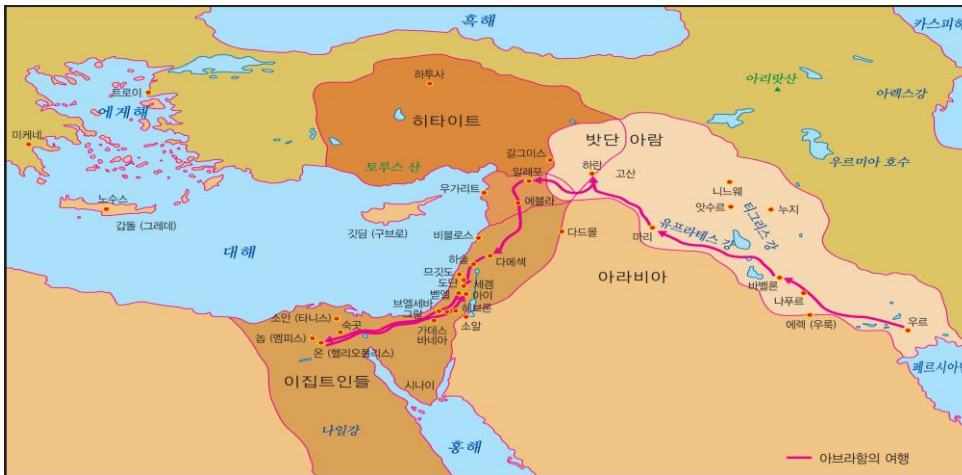 흑해
카스피해
하투사
아라랏산
트로이
아렉스강
에게해
히타이트
미케네
밧단 아람
갈그미스
우르미아 호수
토루스 산
하란
고산
알레포
니느웨
우가리트
노수스
에블라
앗수르
누지
티그리스 강
갑돌 (그레데)
유프라테스 강
깃딤 (구브로)
비블로스
다드몰
마리
대해
하솔
다메섹
아라비아
므깃도
도단
세겜
바벨론
벧엘
아이
나푸르
브엘세바
헤브론
그랄
소안 (타니스)
소알
에렉 (우룩)
숙곳
가데스
바네아
우르
놉 (멤피스)
온 (헬리오폴리스)
페르시아만
이집트인들
시나이
나일강
홍해
아브라함의 여행